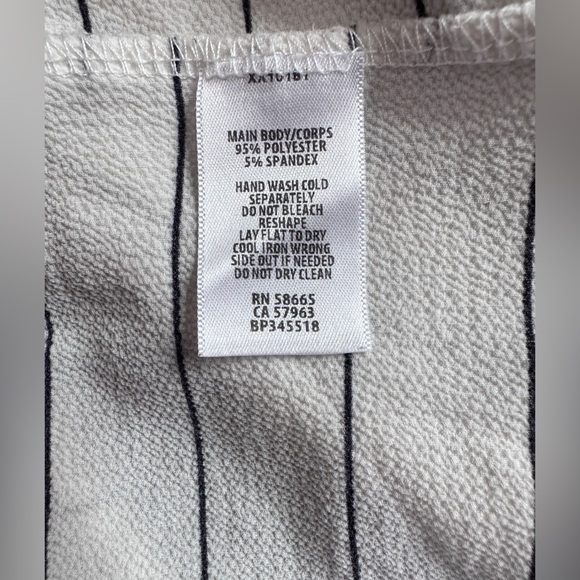 MAIN BODY/CORPS
95% POLYESTER
5% SPANDEX
HAND WASH COLD
SEPARATELY
DO NOT BLEACH
RESHAPE
LAY FLAT TO DRY
COOL IRON WRONG
SIDE OUT IF NEEDED
DO NOT DRY CLEAN
RN 58665
CA 57963
BP345518